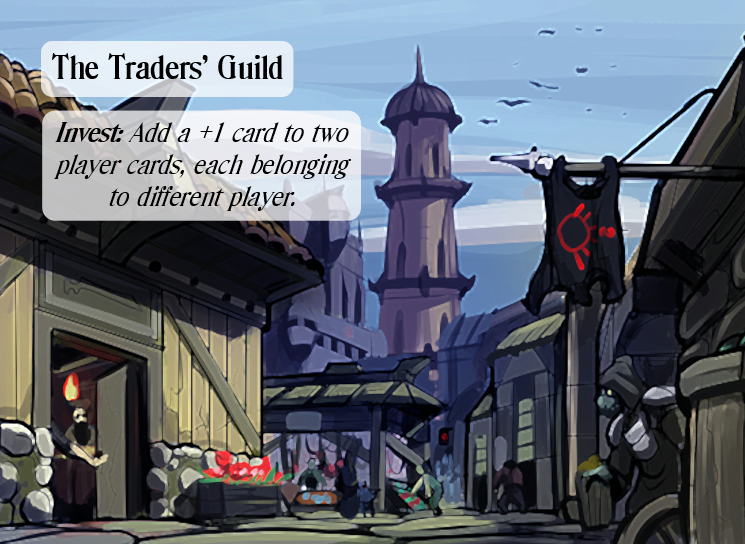 The Traders’ Guild
Invest: Add a +1 card to two
player cards, each belonging
to different player.